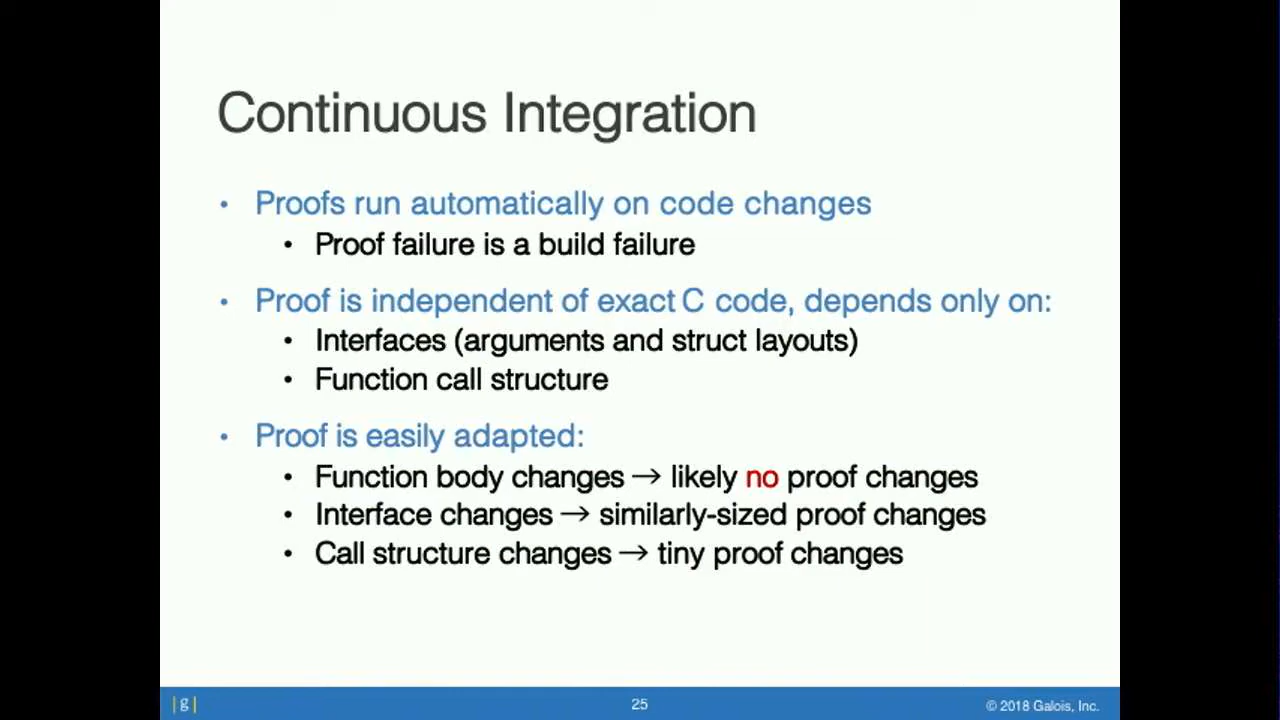 Continuous Integration
• Proofs run automatically on code changes
• Proof failure is a build failure
• Proof is independent of exact C code, depends only on:
• Interfaces (arguments and struct layouts)
• Function call structure
• Proof is easily adapted:
• Function body changes → likely no proof changes
• Interface changes → similarly-sized proof changes
• Call structure changes → tiny proof changes
|g| 25 © 2018 Galois, Inc.